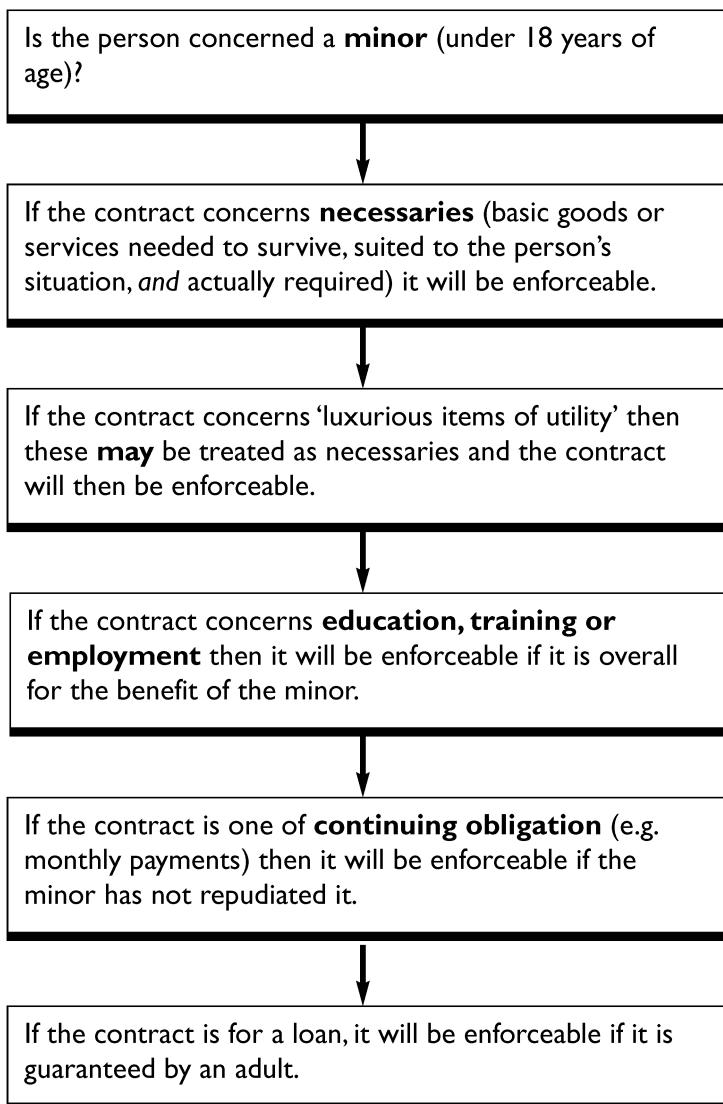 Is the person concerned a minor (under 18 years of
age)?
If the contract concerns necessaries (basic goods or
services needed to survive, suited to the person's
situation, and actually required) it will be enforceable.
If the contract concerns ‘luxurious items of utility’ then
these may be treated as necessaries and the contract
will then be enforceable.
If the contract concerns education, training or
employment then it will be enforceable if it is overall
for the benefit of the minor.
If the contract is one of continuing obligation (e.g.
monthly payments) then it will be enforceable if the
minor has not repudiated it.
If the contract is for a loan, it will be enforceable if it is
guaranteed by an adult.